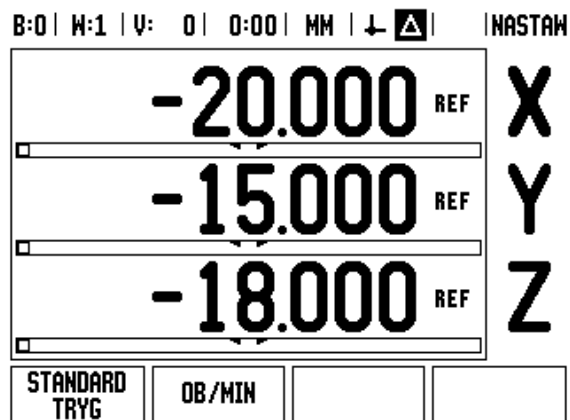 B:0 | W:1 | V: 0 | 0:00 | MM | Δ | | NASTAW
-20.000 REF X
-15.000 REF Y
-18.000 REF Z
STANDARD OB/MIN
TRYG